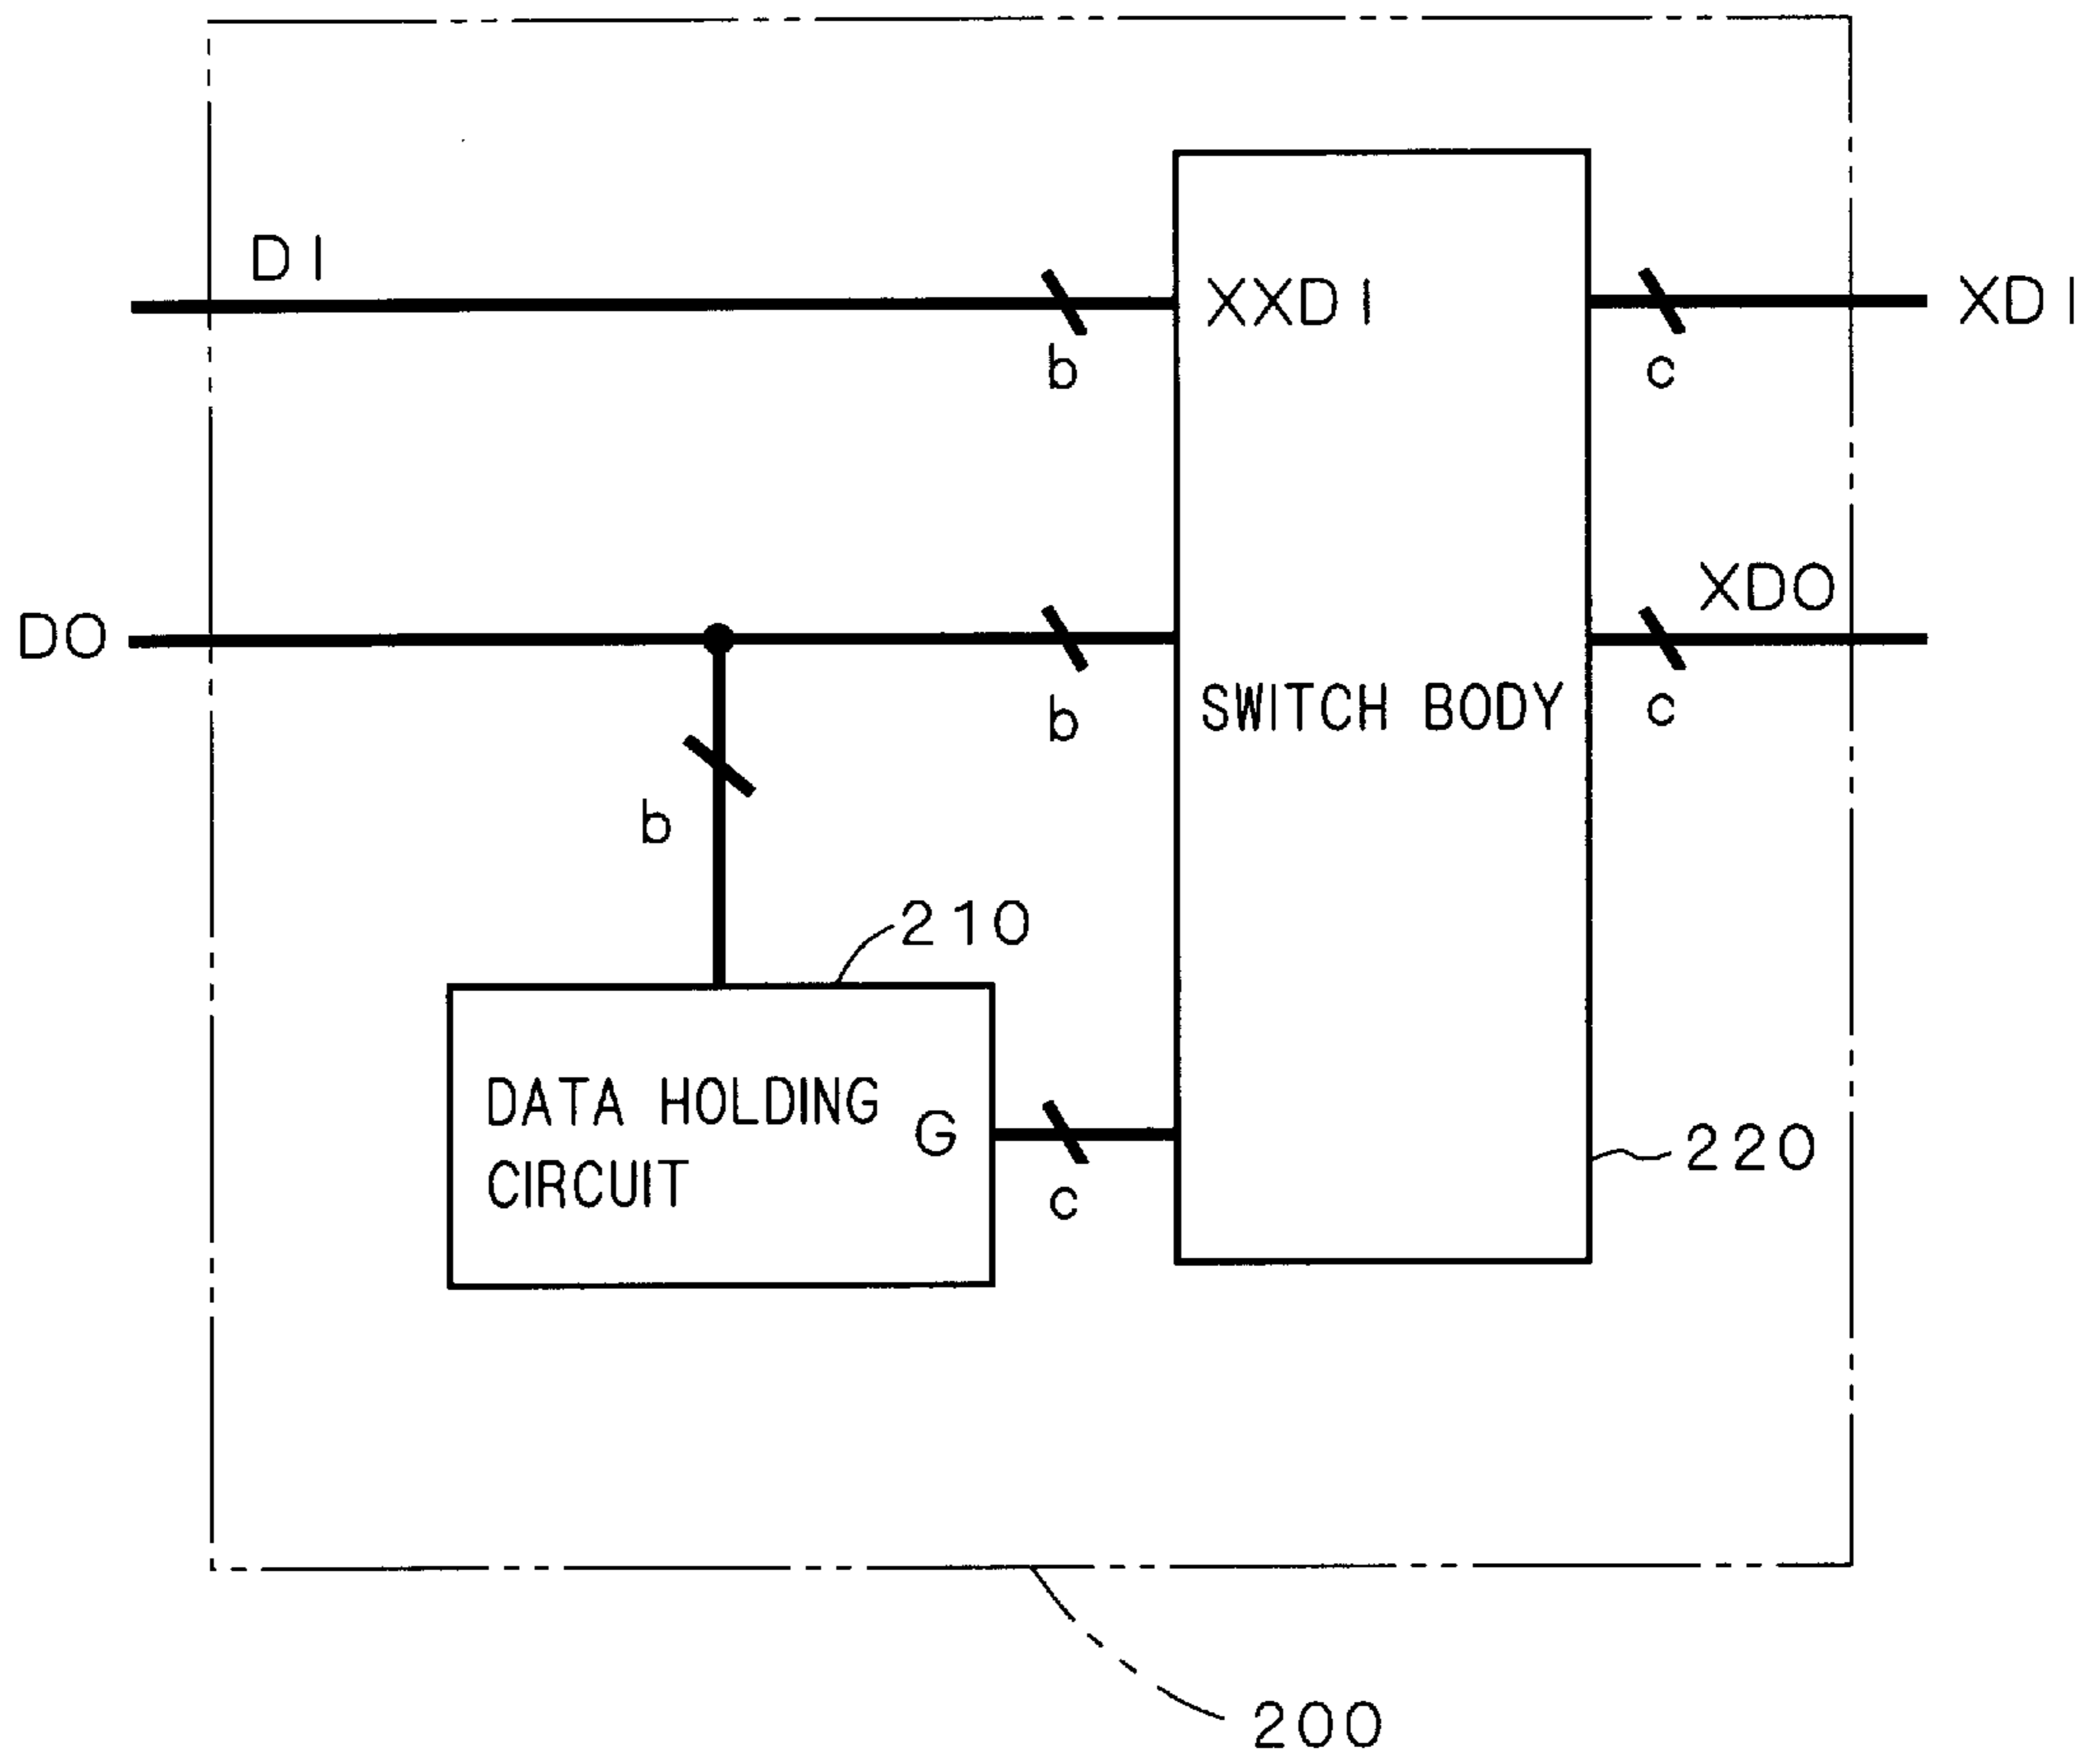 DI
XXDI
XDI
b
c
DO
XDO
b
SWITCH BODY
c
b
210
DATA HOLDING
CIRCUIT
G
c
220
200